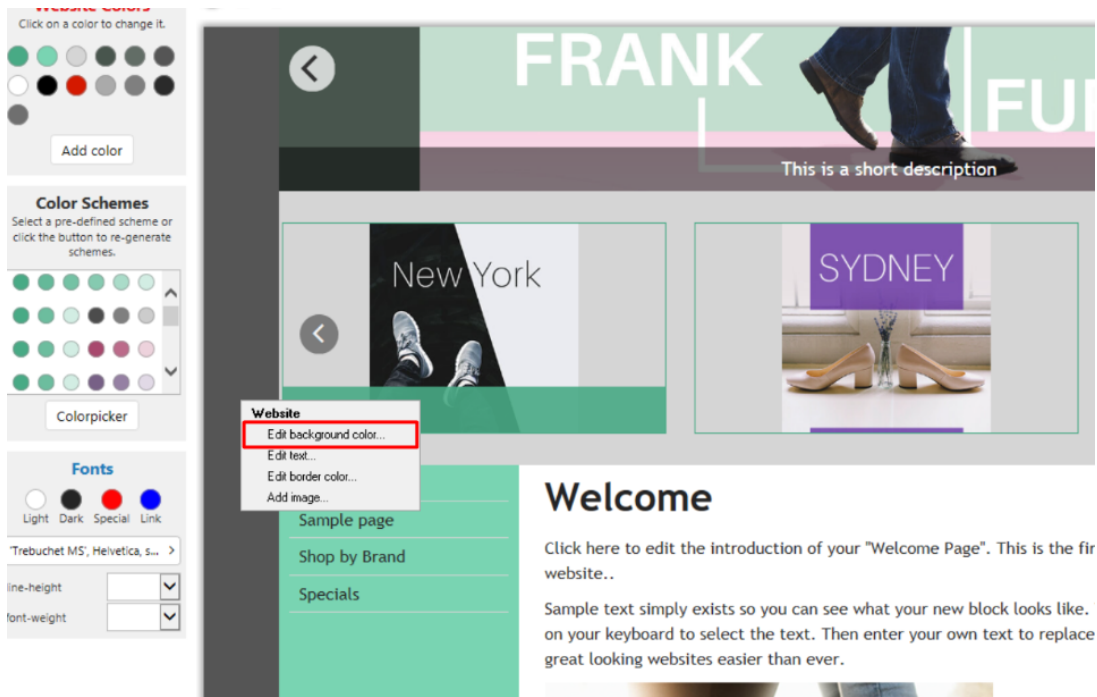 Website Colors
Click on a color to change it.
Add color
Color Schemes
Select a pre-defined scheme or
click the button to re-generate
schemes.
Colorpicker
Fonts
Light Dark Special Link
'Trebuchet MS', Helvetica, s...
line-height
font-weight
FRANK
FUN
This is a short description
New York
SYDNEY
Website
Edit background color...
Edit text...
Edit border color...
Add image...
Sample page
Shop by Brand
Specials
Welcome
Click here to edit the introduction of your "Welcome Page". This is the fir
website..
Sample text simply exists so you can see what your new block looks like.
on your keyboard to select the text. Then enter your own text to replace
great looking websites easier than ever.